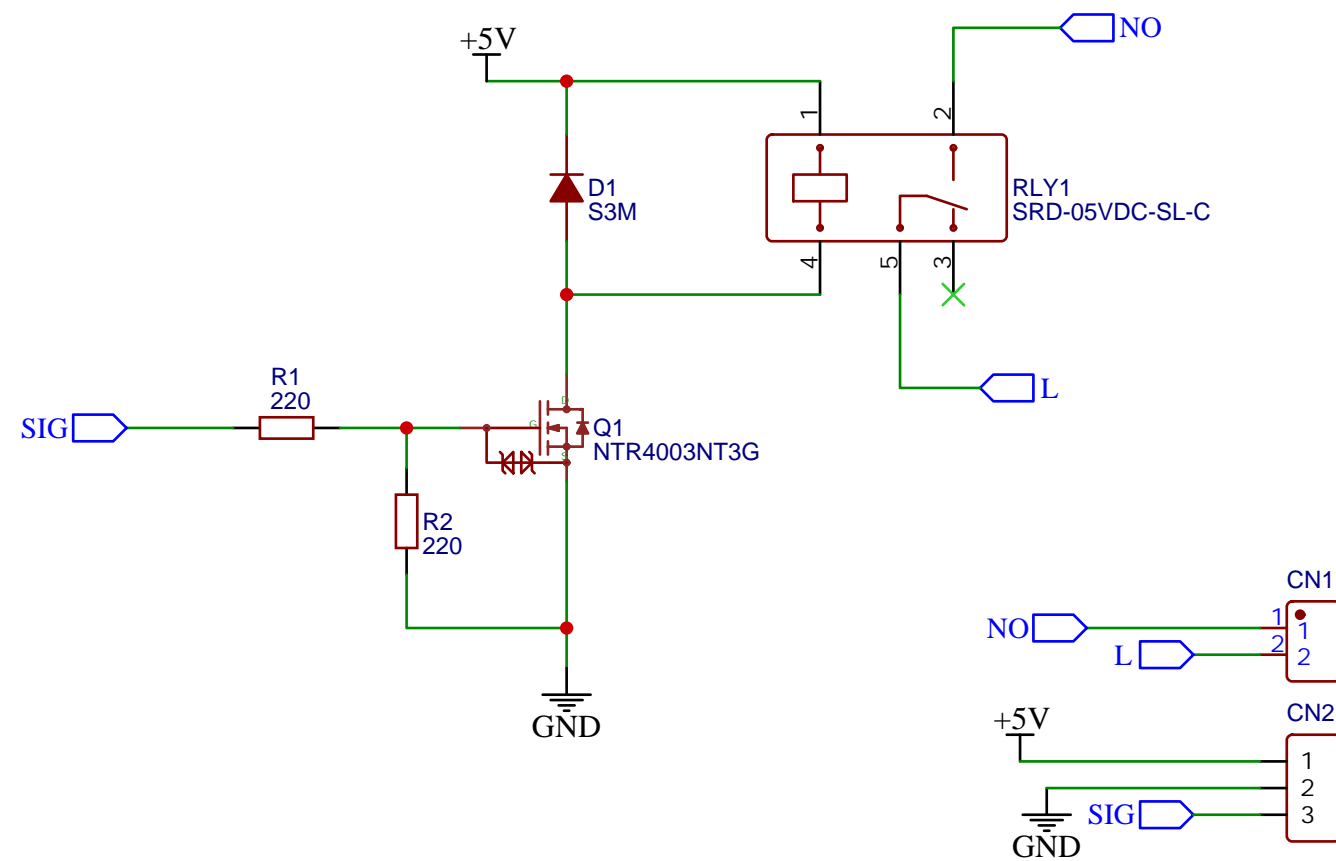 +5V
NO
1
2
D1
S3M
RLY1
SRD-05VDC-SL-C
4
5
3
L
R1
220
SIG
D
G
S
Q1
NTR4003NT3G
R2
220
GND
CN1
NO
1
1
L
2
2
CN2
+5V
1
2
SIG
3
GND